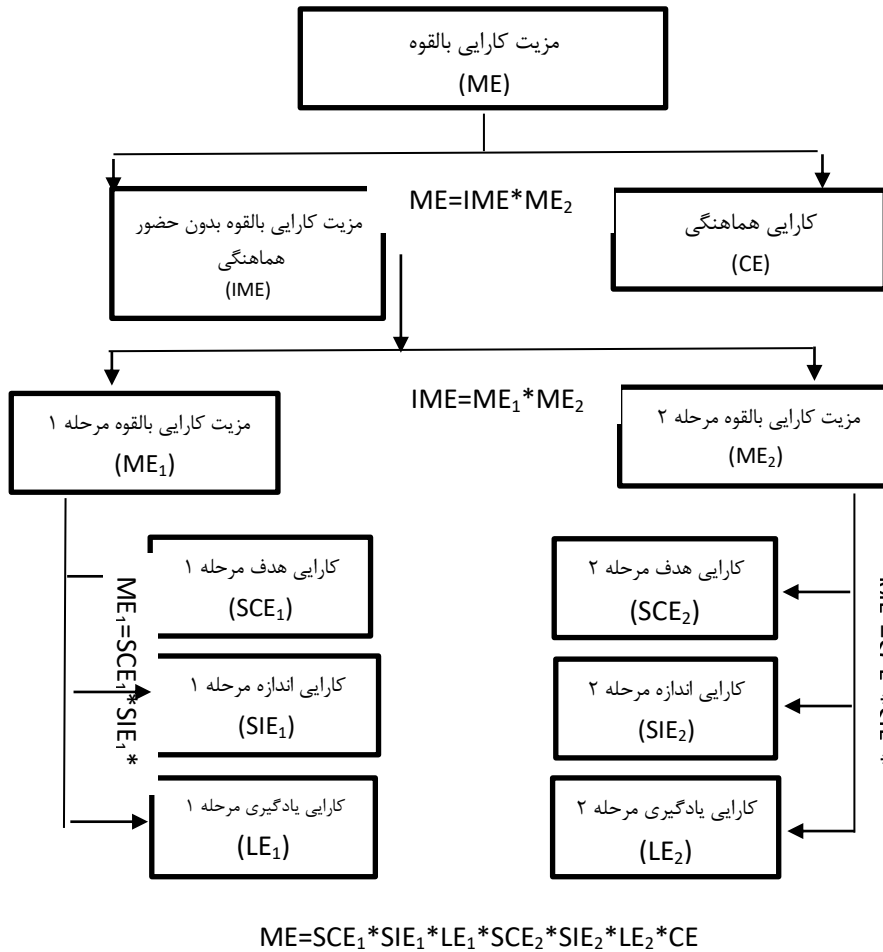 مزیت کارایی بالقوه
(ME)
ME=IME*ME₂
کارایی هماهنگی
(CE)
مزیت کارایی بالقوه بدون حضور
هماهنگی
(IME)
IME=ME₁*ME₂
مزیت کارایی بالقوه مرحله ۲
(ME₂)
مزیت کارایی بالقوه مرحله ۱
(ME₁)
کارایی هدف مرحله ۲
(SCE₂)
کارایی هدف مرحله ۱
(SCE₁)
ME₁=SCE₁*SIE₁*
کارایی اندازه مرحله ۲
(SIE₂)
کارایی اندازه مرحله ۱
(SIE₁)
کارایی یادگیری مرحله ۲
(LE₂)
کارایی یادگیری مرحله ۱
(LE₁)
ME=SCE₁*SIE₁*LE₁*SCE₂*SIE₂*LE₂*CE